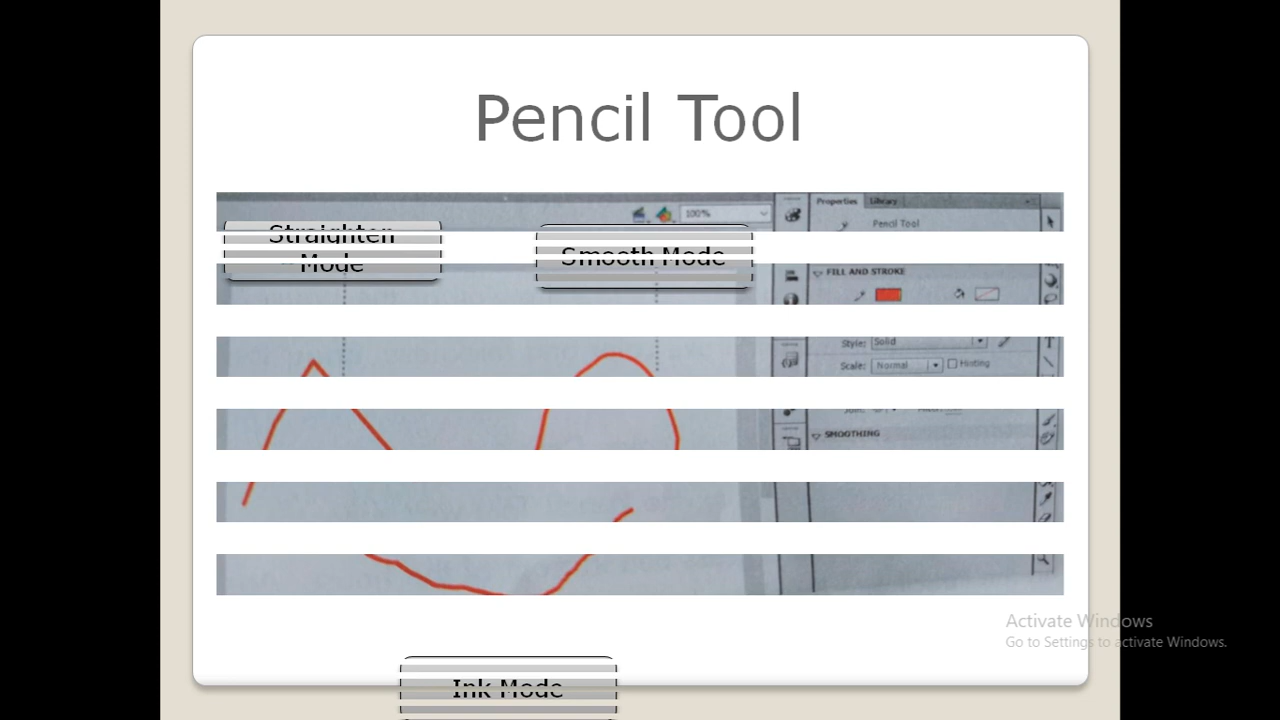 Pencil Tool
100%
Properties Library
Pencil Tool
Straighten
Mode
Smooth Mode
FILL AND STROKE
Style: Solid
Scale: Normal Hinting
SMOOTHING
Activate Windows
Go to Settings to activate Windows.
Ink Mode